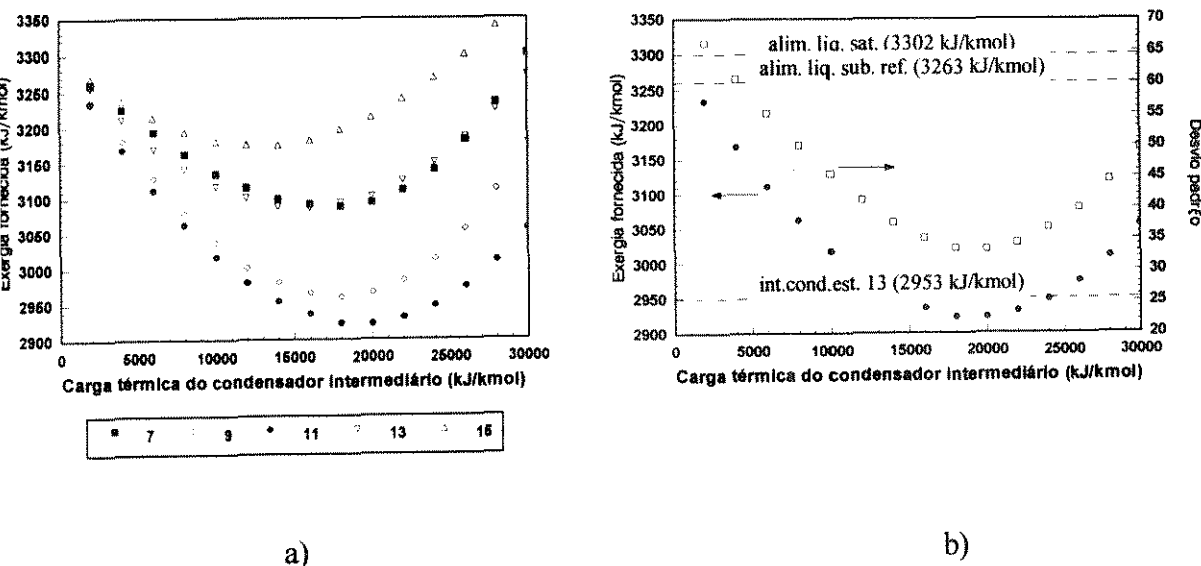 3350
3300
3250
3200
3150
3100
3050
3000
2950
2900
Exergia fornecida (kJ/kmol)
0 5000 10000 15000 20000 25000 30000
Carga térmica do condensador intermediário (kJ/kmol)
7 9 11 13 15
a)
3350
3300
3250
3200
3150
3100
3050
3000
2950
2900
Exergia fornecida (kJ/kmol)
alim. liq. sat. (3302 kJ/kmol)
alim. liq. sub. ref. (3263 kJ/kmol)
int.cond.est. 13 (2953 kJ/kmol)
70
65
60
55
50
45
40
35
30
25
20
Desvio padrço
0 5000 10000 15000 20000 25000 30000
Carga térmica do condensador intermediário (kJ/kmol)
b)